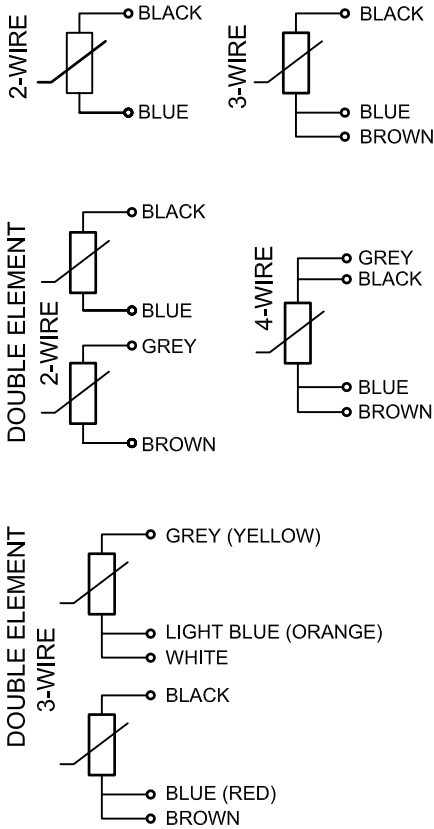 2-WIRE
BLACK
BLUE
3-WIRE
BLACK
BLUE
BROWN
DOUBLE ELEMENT
2-WIRE
BLACK
BLUE
GREY
BROWN
4-WIRE
GREY
BLACK
BLUE
BROWN
DOUBLE ELEMENT
3-WIRE
GREY (YELLOW)
LIGHT BLUE (ORANGE)
WHITE
BLACK
BLUE (RED)
BROWN